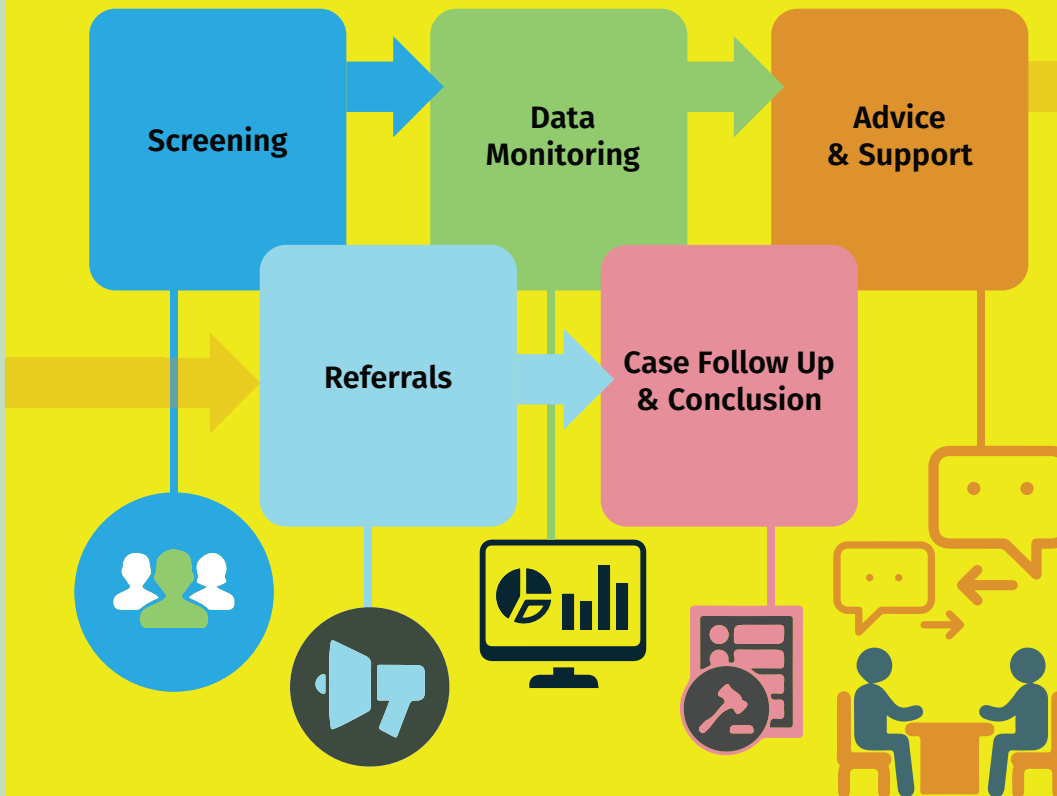 Screening
Data
Monitoring
Advice
& Support
Referrals
Case Follow Up
& Conclusion